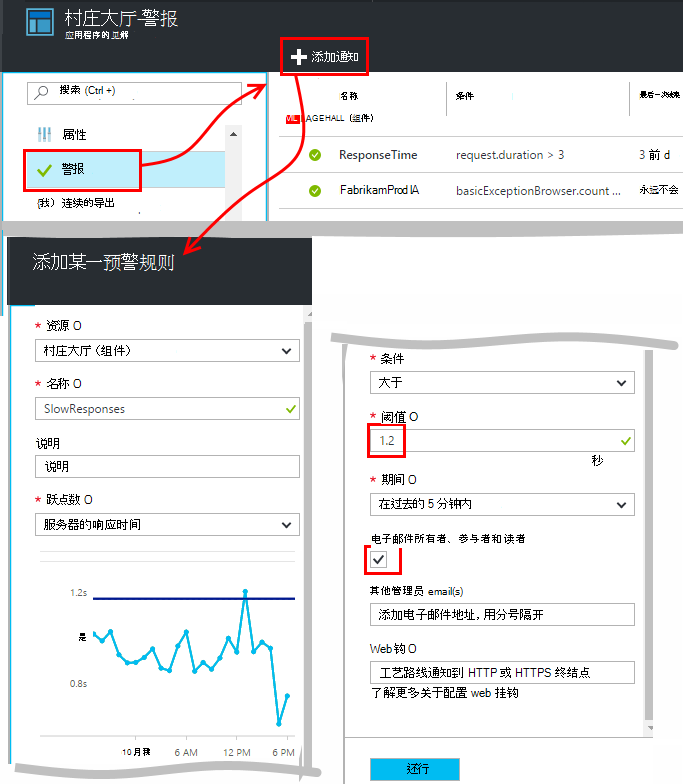 村庄大厅-警报
应用程序的见解
添加通知
搜索 (Ctrl +)
属性
警报
(我）连续的导出
名称
条件
最后一次
AGEHALL（组件）
ResponseTime
request.duration > 3
3 前 d
FabrikamProdIA
basicExceptionBrowser.count ...
永远不会
添加某一预警规则
* 资源 O
村庄大厅（组件）
* 名称 O
SlowResponses
说明
说明
* 跃点数 O
服务器的响应时间
1.2s
是
0.8s
6 AM
12 PM
6 PM
* 条件
大于
* 阈值 O
1.2
秒
* 期间 O
在过去的 5 分钟内
电子邮件所有者、参与者和读者
其他管理员 email(s)
添加电子邮件地址, 用分号隔开
Web钩 O
工艺路线通知到 HTTP 或 HTTPS 终结点
了解更多关于配置 web 挂钩
还行